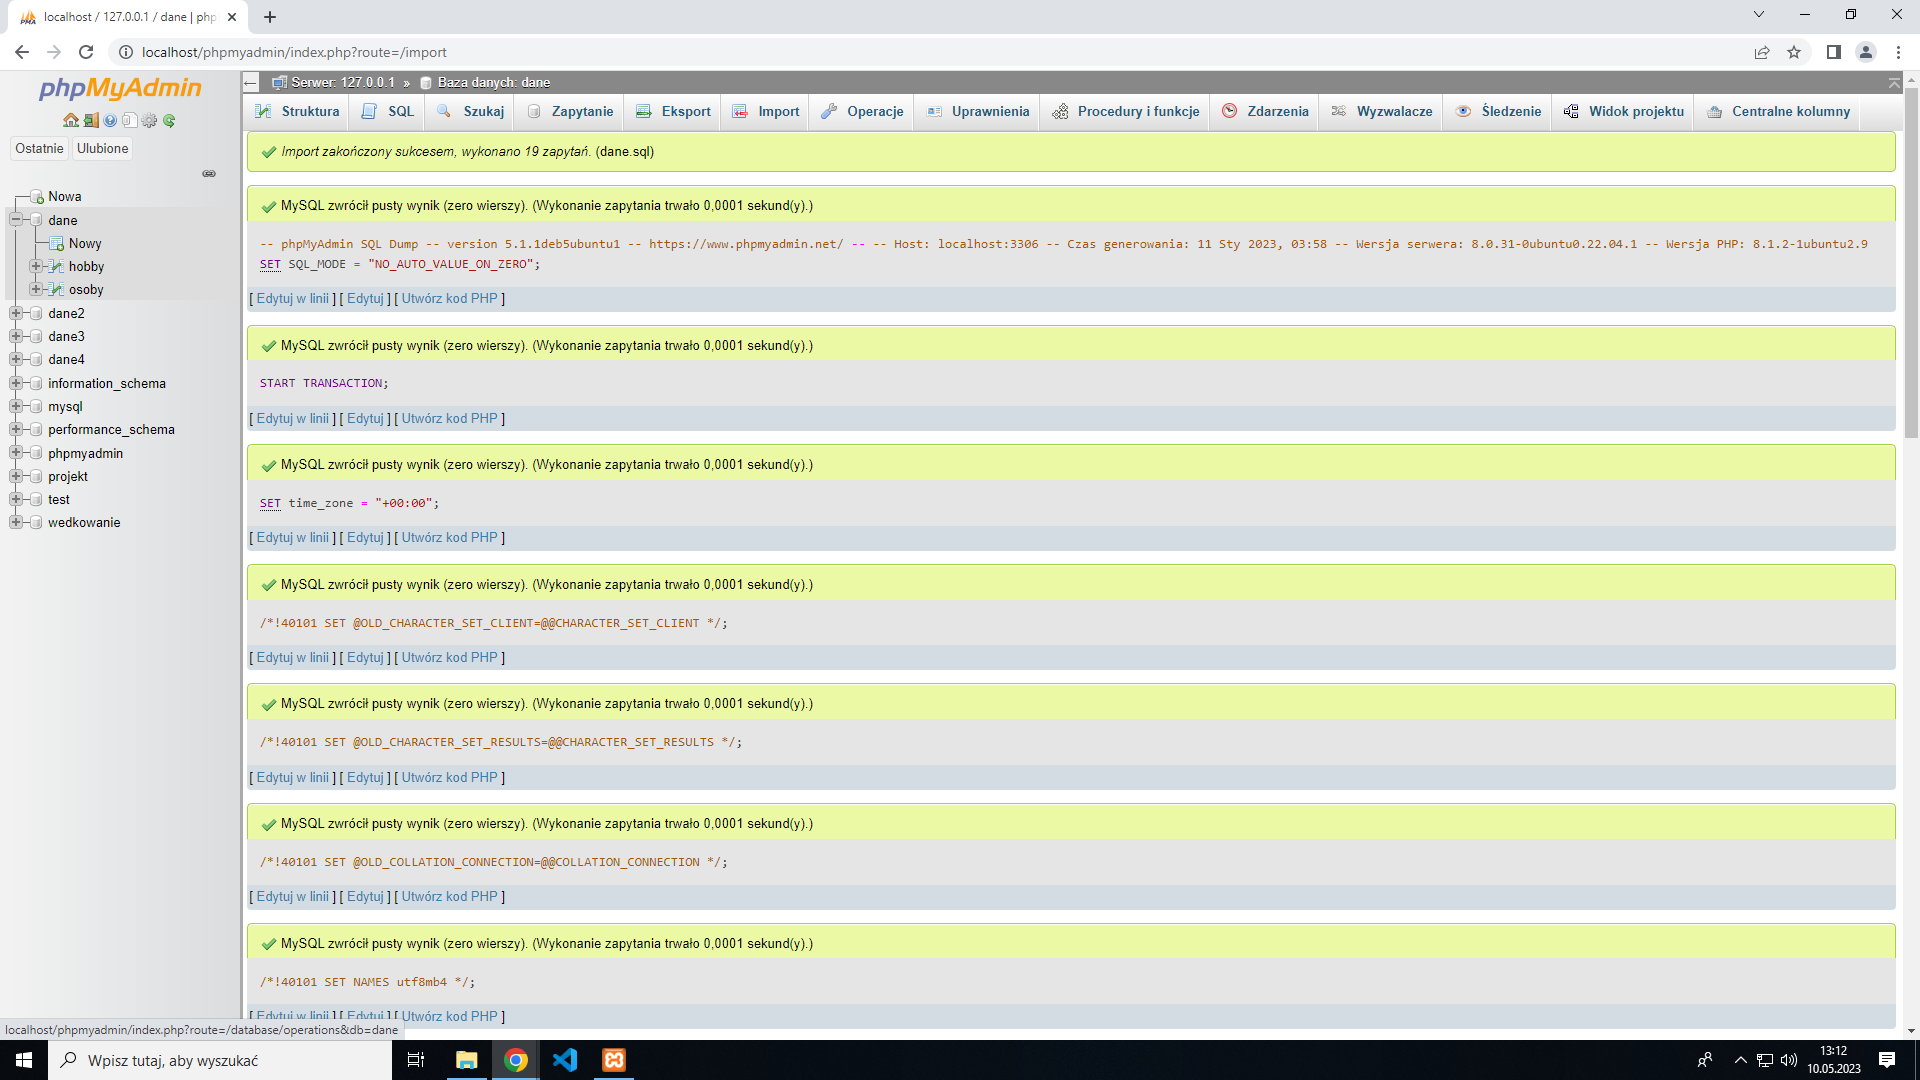 localhost / 127.0.0.1 / dane | php
localhost/phpmyadmin/index.php?route=/import
phpMyAdmin
Ostatnie Ulubione
Nowa
dane
Nowy
hobby
osoby
dane2
dane3
dane4
information_schema
mysql
performance_schema
phpmyadmin
projekt
test
wedkowanie
Serwer: 127.0.0.1 » Baza danych: dane
Struktura SQL Szukaj Zapytanie Eksport Import Operacje Uprawnienia Procedury i funkcje Zdarzenia Wyzwalacze Śledzenie Widok projektu Centralne kolumny
Import zakończony sukcesem, wykonano 19 zapytań. (dane.sql)
MySQL zwrócił pusty wynik (zero wierszy). (Wykonanie zapytania trwało 0,0001 sekund(y).)
-- phpMyAdmin SQL Dump -- version 5.1.1deb5ubuntu1 -- https://www.phpmyadmin.net/ -- -- Host: localhost:3306 -- Czas generowania: 11 Sty 2023, 03:58 -- Wersja serwera: 8.0.31-0ubuntu0.22.04.1 -- Wersja PHP: 8.1.2-1ubuntu2.9
SET SQL_MODE = "NO_AUTO_VALUE_ON_ZERO";
[ Edytuj w linii ] [ Edytuj ] [ Utwórz kod PHP ]
MySQL zwrócił pusty wynik (zero wierszy). (Wykonanie zapytania trwało 0,0001 sekund(y).)
START TRANSACTION;
[ Edytuj w linii ] [ Edytuj ] [ Utwórz kod PHP ]
MySQL zwrócił pusty wynik (zero wierszy). (Wykonanie zapytania trwało 0,0001 sekund(y).)
SET time_zone = "+00:00";
[ Edytuj w linii ] [ Edytuj ] [ Utwórz kod PHP ]
MySQL zwrócił pusty wynik (zero wierszy). (Wykonanie zapytania trwało 0,0001 sekund(y).)
/*!40101 SET @OLD_CHARACTER_SET_CLIENT=@@CHARACTER_SET_CLIENT */;
[ Edytuj w linii ] [ Edytuj ] [ Utwórz kod PHP ]
MySQL zwrócił pusty wynik (zero wierszy). (Wykonanie zapytania trwało 0,0001 sekund(y).)
/*!40101 SET @OLD_CHARACTER_SET_RESULTS=@@CHARACTER_SET_RESULTS */;
[ Edytuj w linii ] [ Edytuj ] [ Utwórz kod PHP ]
MySQL zwrócił pusty wynik (zero wierszy). (Wykonanie zapytania trwało 0,0001 sekund(y).)
/*!40101 SET @OLD_COLLATION_CONNECTION=@@COLLATION_CONNECTION */;
[ Edytuj w linii ] [ Edytuj ] [ Utwórz kod PHP ]
MySQL zwrócił pusty wynik (zero wierszy). (Wykonanie zapytania trwało 0,0001 sekund(y).)
/*!40101 SET NAMES utf8mb4 */;
[ Edytuj w linii ] [ Edytuj ] [ Utwórz kod PHP ]
localhost/phpmyadmin/index.php?route=/database/operations&db=dane
Wpisz tutaj, aby wyszukać
13:12
10.05.2023